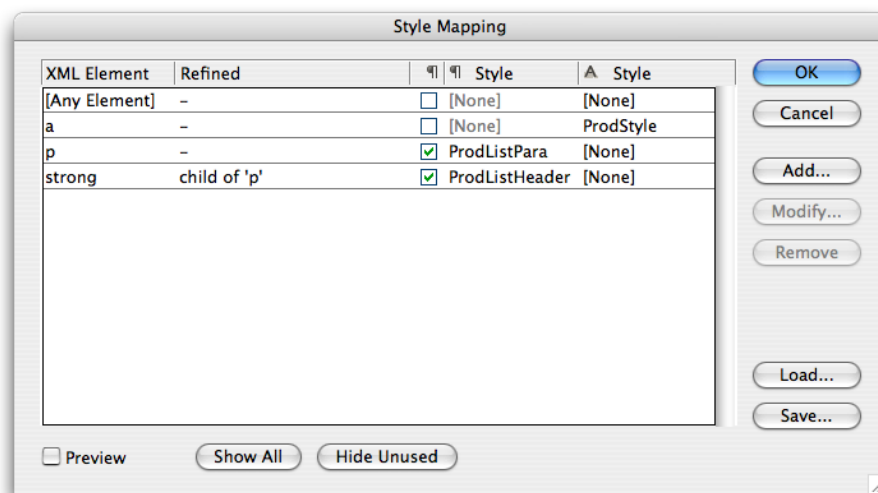 Style Mapping
XML Element Refined ¶ ¶ Style A Style
[Any Element] – [None] [None]
a – [None] ProdStyle
p – ProdListPara [None]
strong child of 'p' ProdListHeader [None]
OK
Cancel
Add...
Modify...
Remove
Load...
Save...
Preview Show All Hide Unused